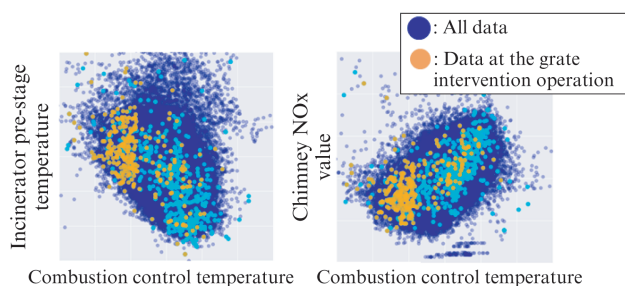 : All data
: Data at the grate
intervention operation
Incinerator pre-stage
temperature
Combustion control temperature
Chimney NOx
value
Combustion control temperature